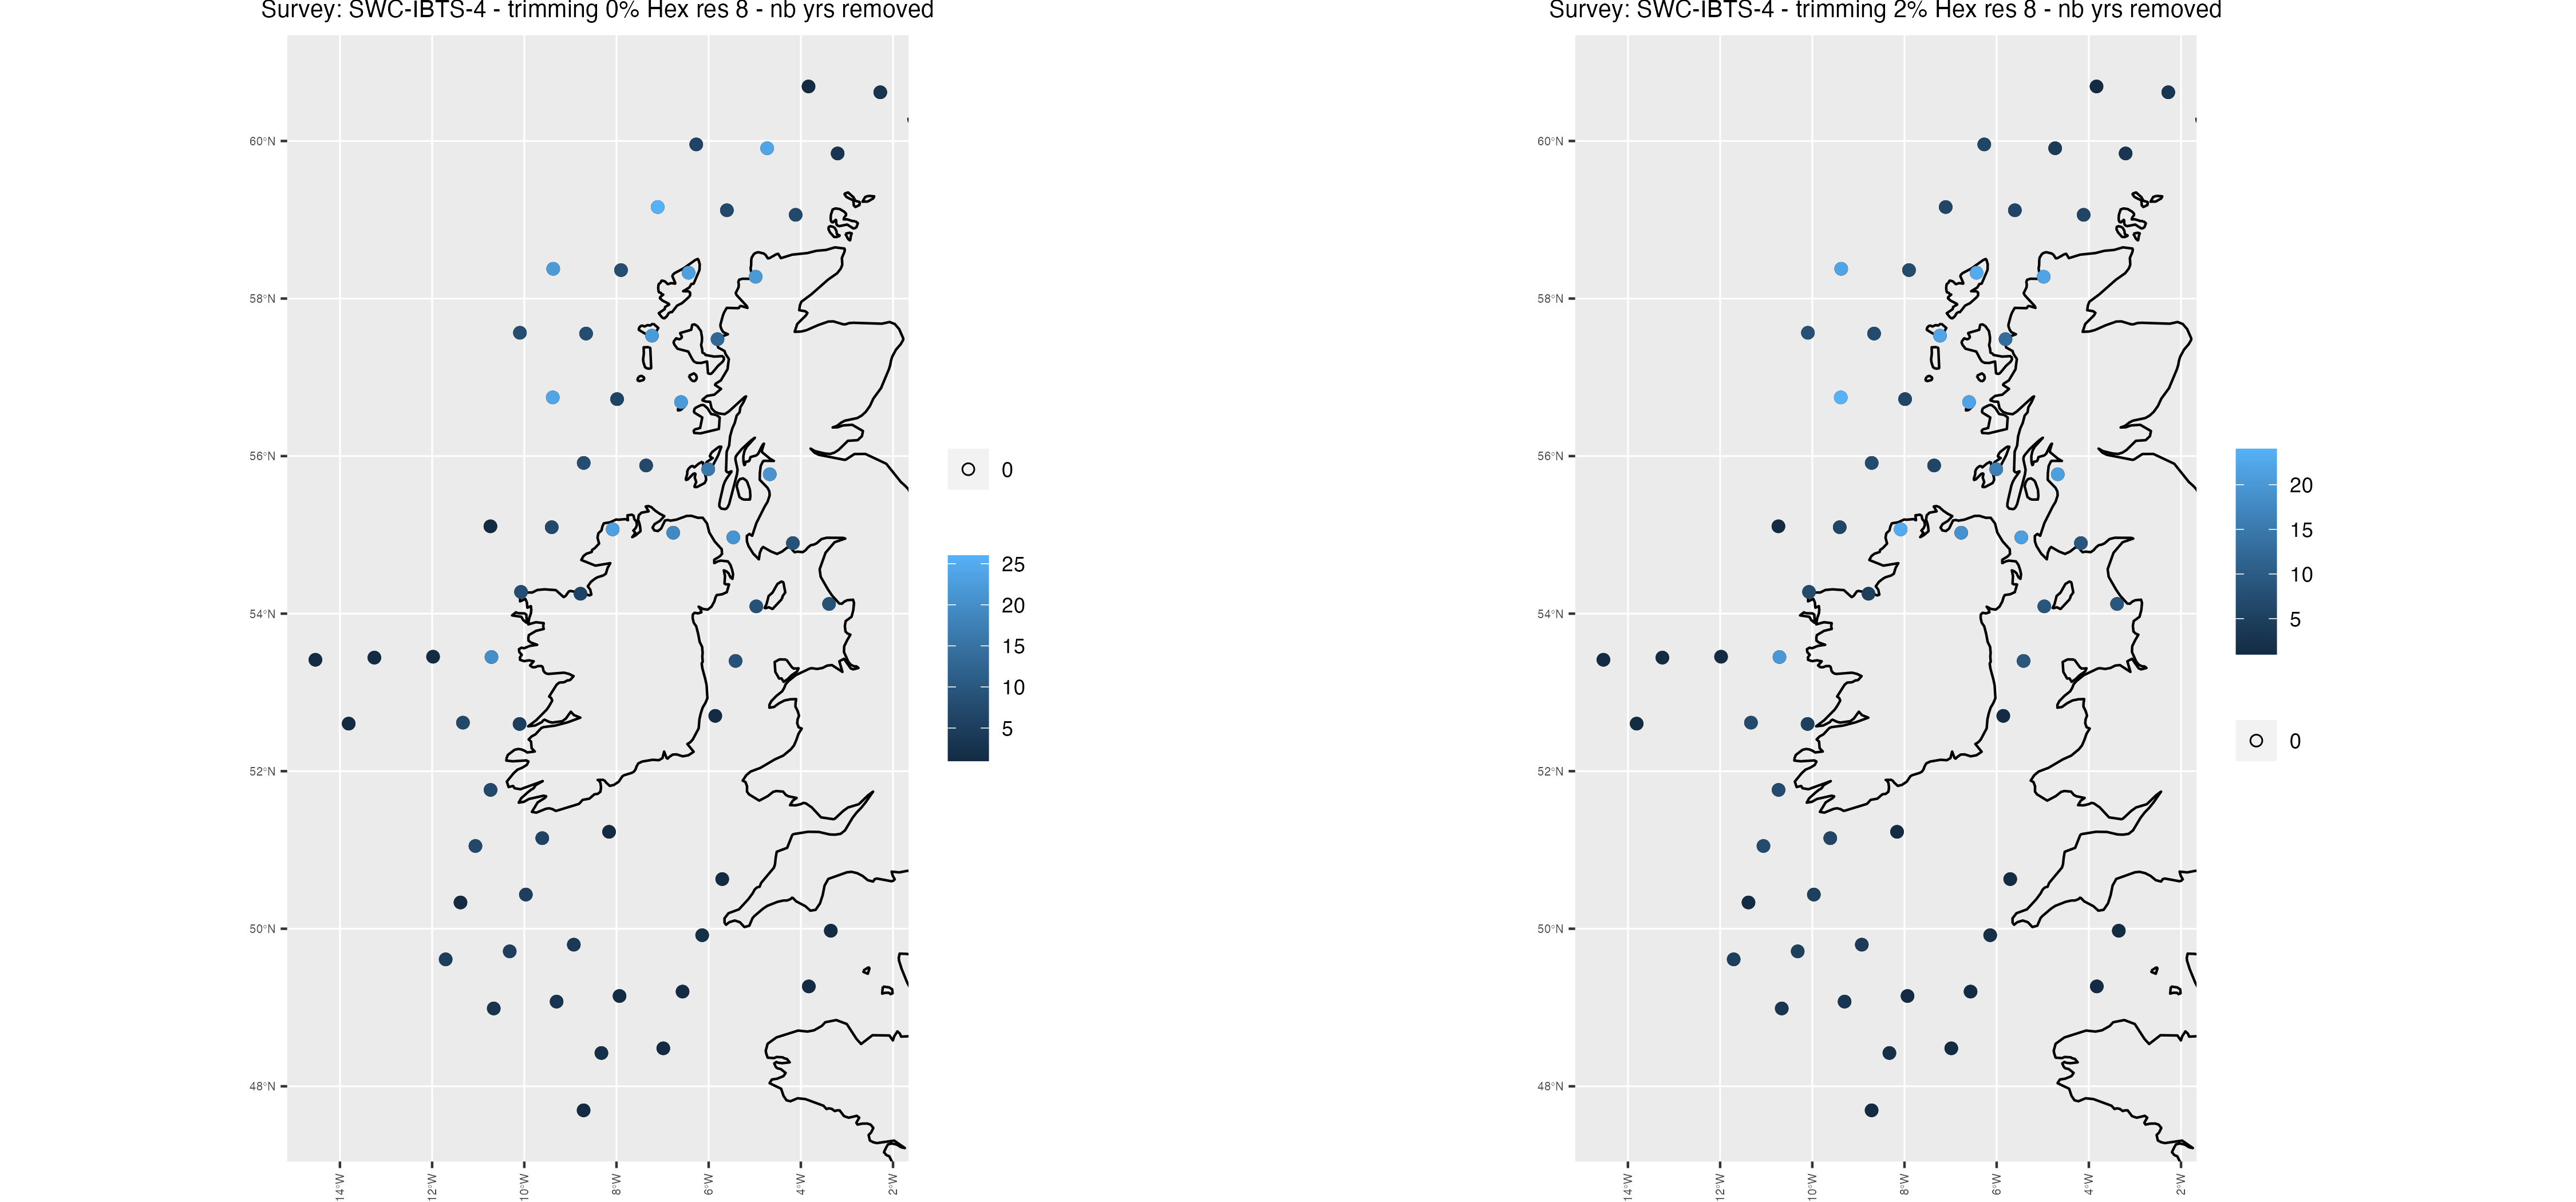 Survey: SWC-IBTS-4 - trimming 0% Hex res 8 - nb yrs removed
60°N
58°N
56°N
54°N
52°N
50°N
48°N
14°W
12°W
10°W
8°W
6°W
4°W
2°W
0
25
20
15
10
5
Survey: SWC-IBTS-4 - trimming 2% Hex res 8 - nb yrs removed
60°N
58°N
56°N
54°N
52°N
50°N
48°N
14°W
12°W
10°W
8°W
6°W
4°W
2°W
20
15
10
5
0